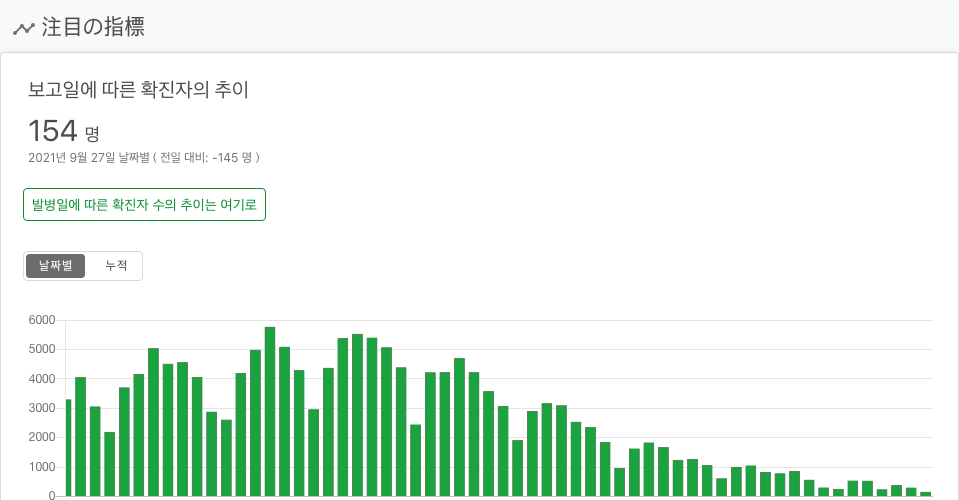 注目の指標
보고일에 따른 확진자의 추이
154 명
2021년 9월 27일 날짜별 ( 전일 대비: -145 명 )
발병일에 따른 확진자 수의 추이는 여기로
날짜별 누적
6000
5000
4000
3000
2000
1000
0